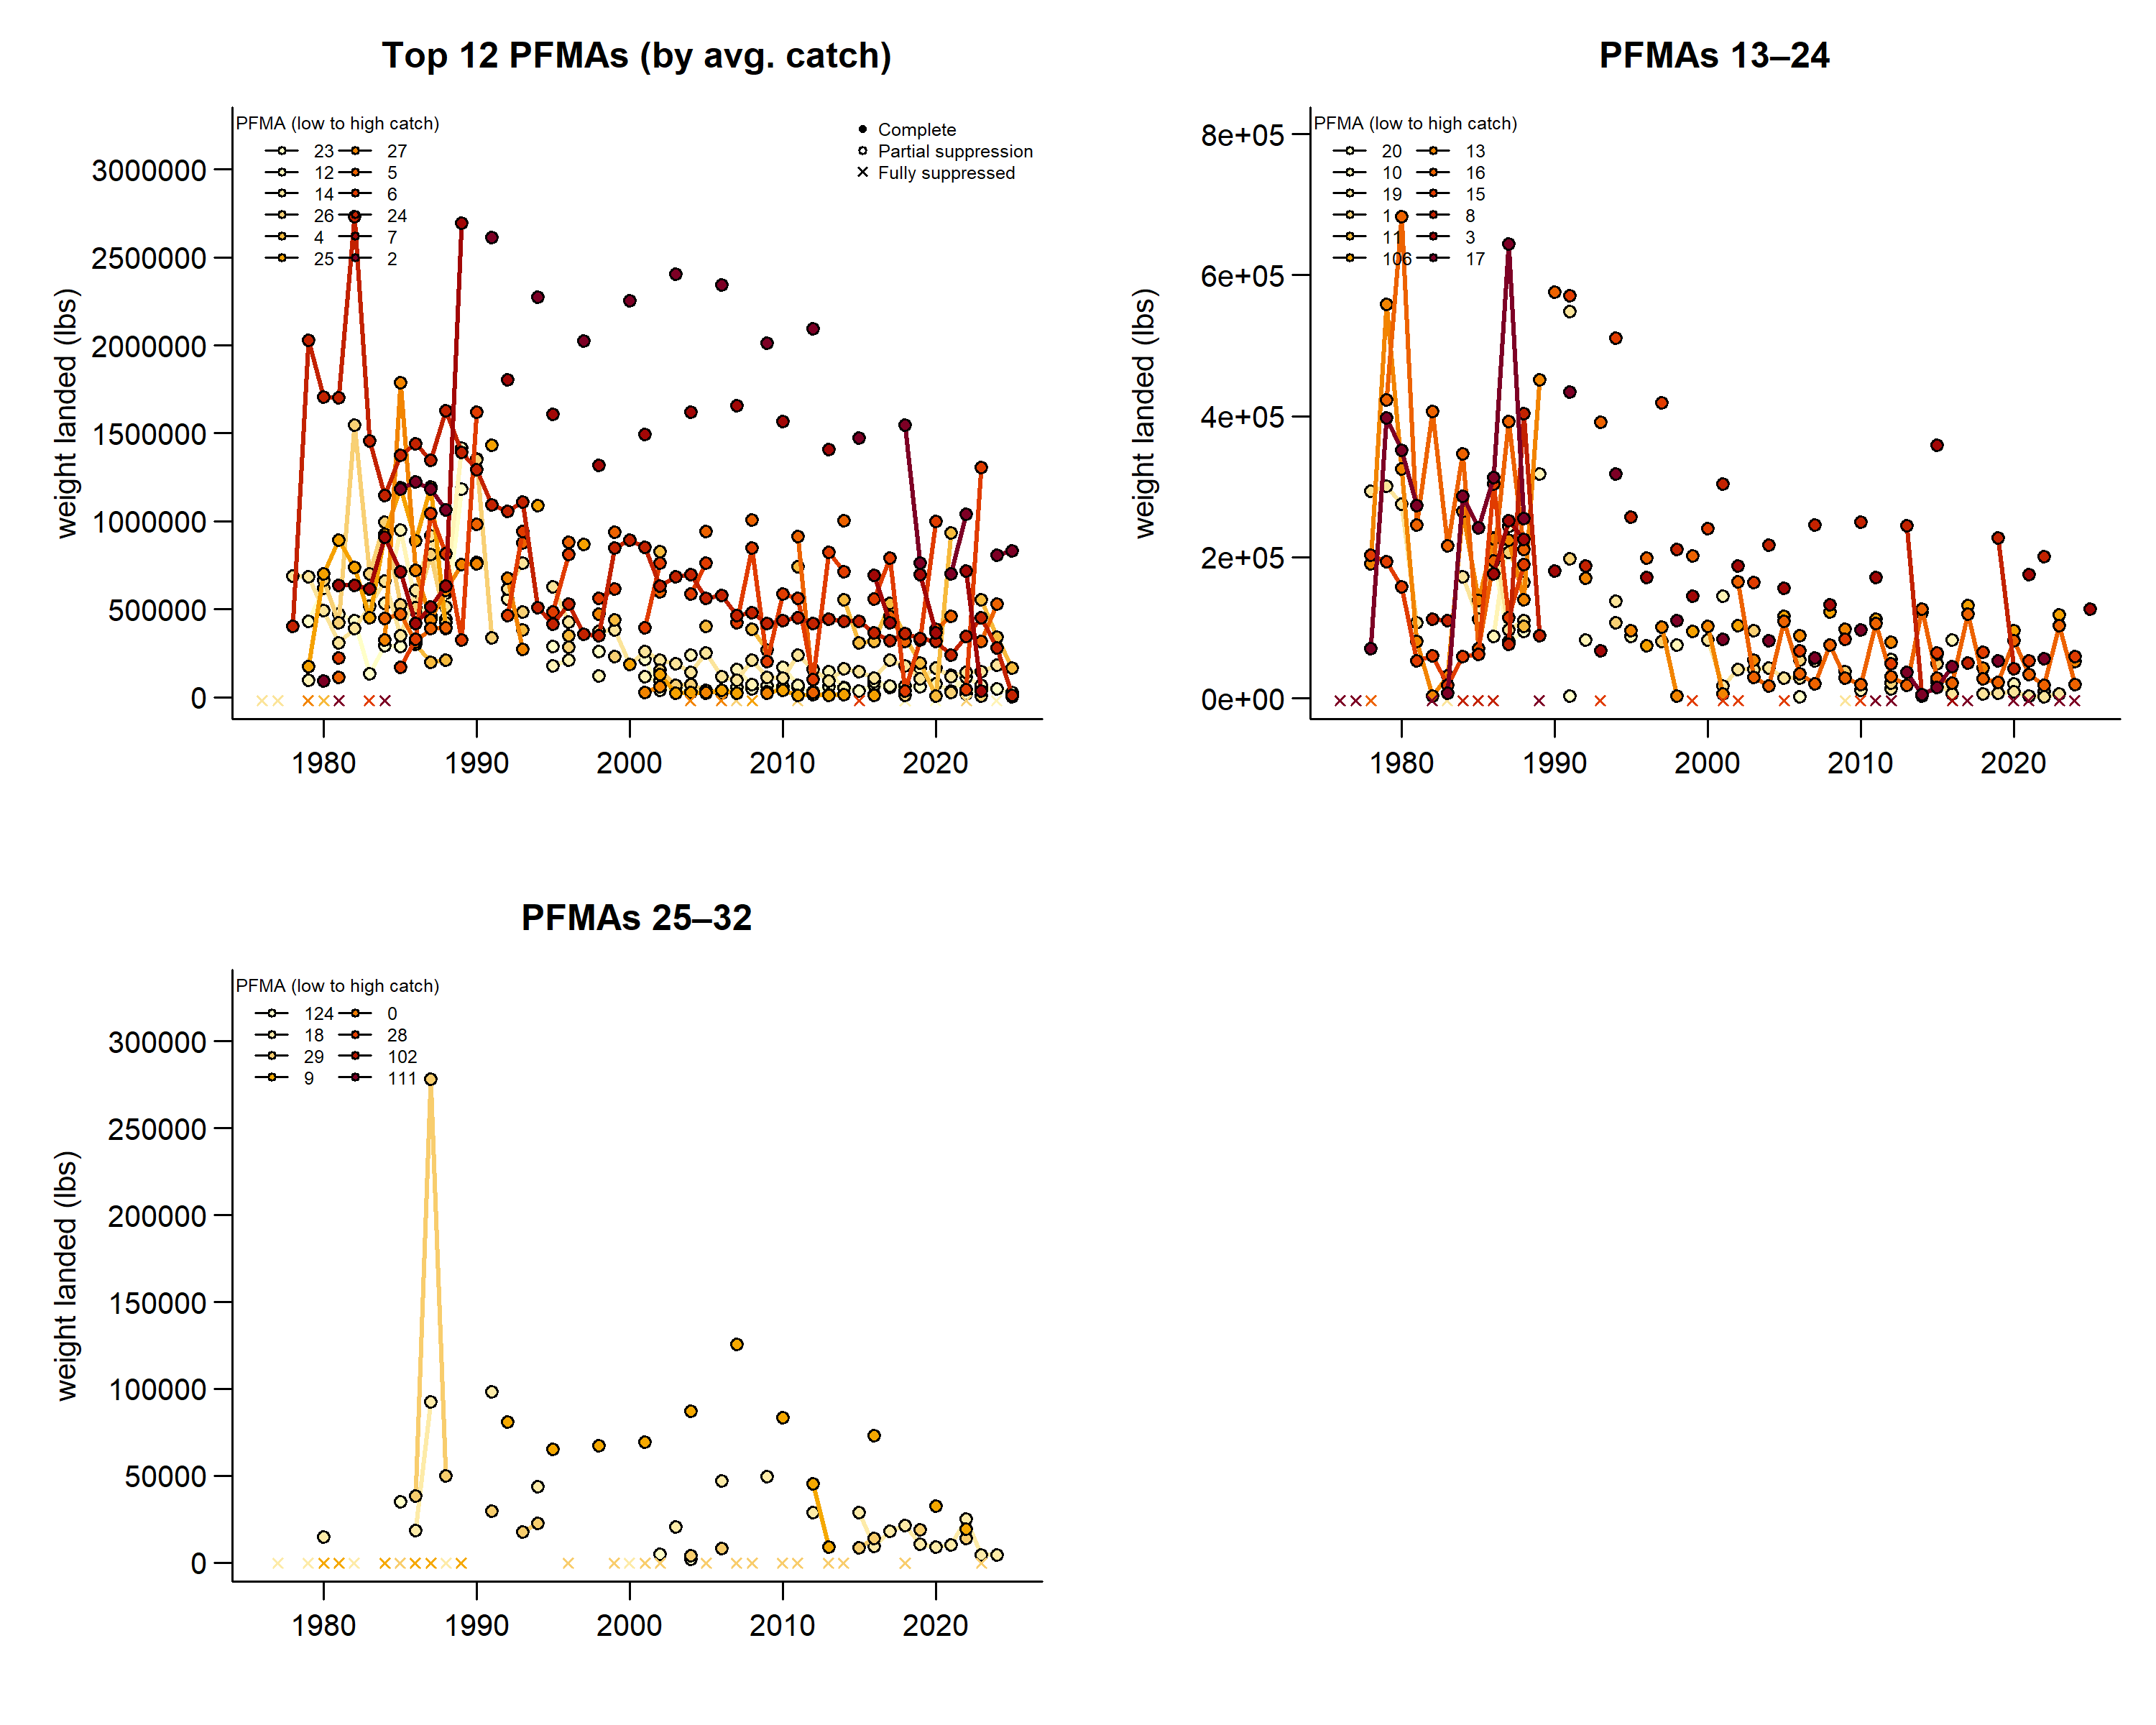 Top 12 PFMAs (by avg. catch)
weight landed (lbs)
3000000
2500000
2000000
1500000
1000000
500000
0
PFMA (low to high catch)
23 27
12 5
14 6
26 24
4 7
25 2
Complete
Partial suppression
Fully suppressed
1980 1990 2000 2010 2020
PFMAs 13–24
weight landed (lbs)
8e+05
6e+05
4e+05
2e+05
0e+00
PFMA (low to high catch)
20 13
10 16
19 15
1 8
11 3
106 17
1980 1990 2000 2010 2020
PFMAs 25–32
weight landed (lbs)
300000
250000
200000
150000
100000
50000
0
PFMA (low to high catch)
124 0
18 28
29 102
9 111
1980 1990 2000 2010 2020